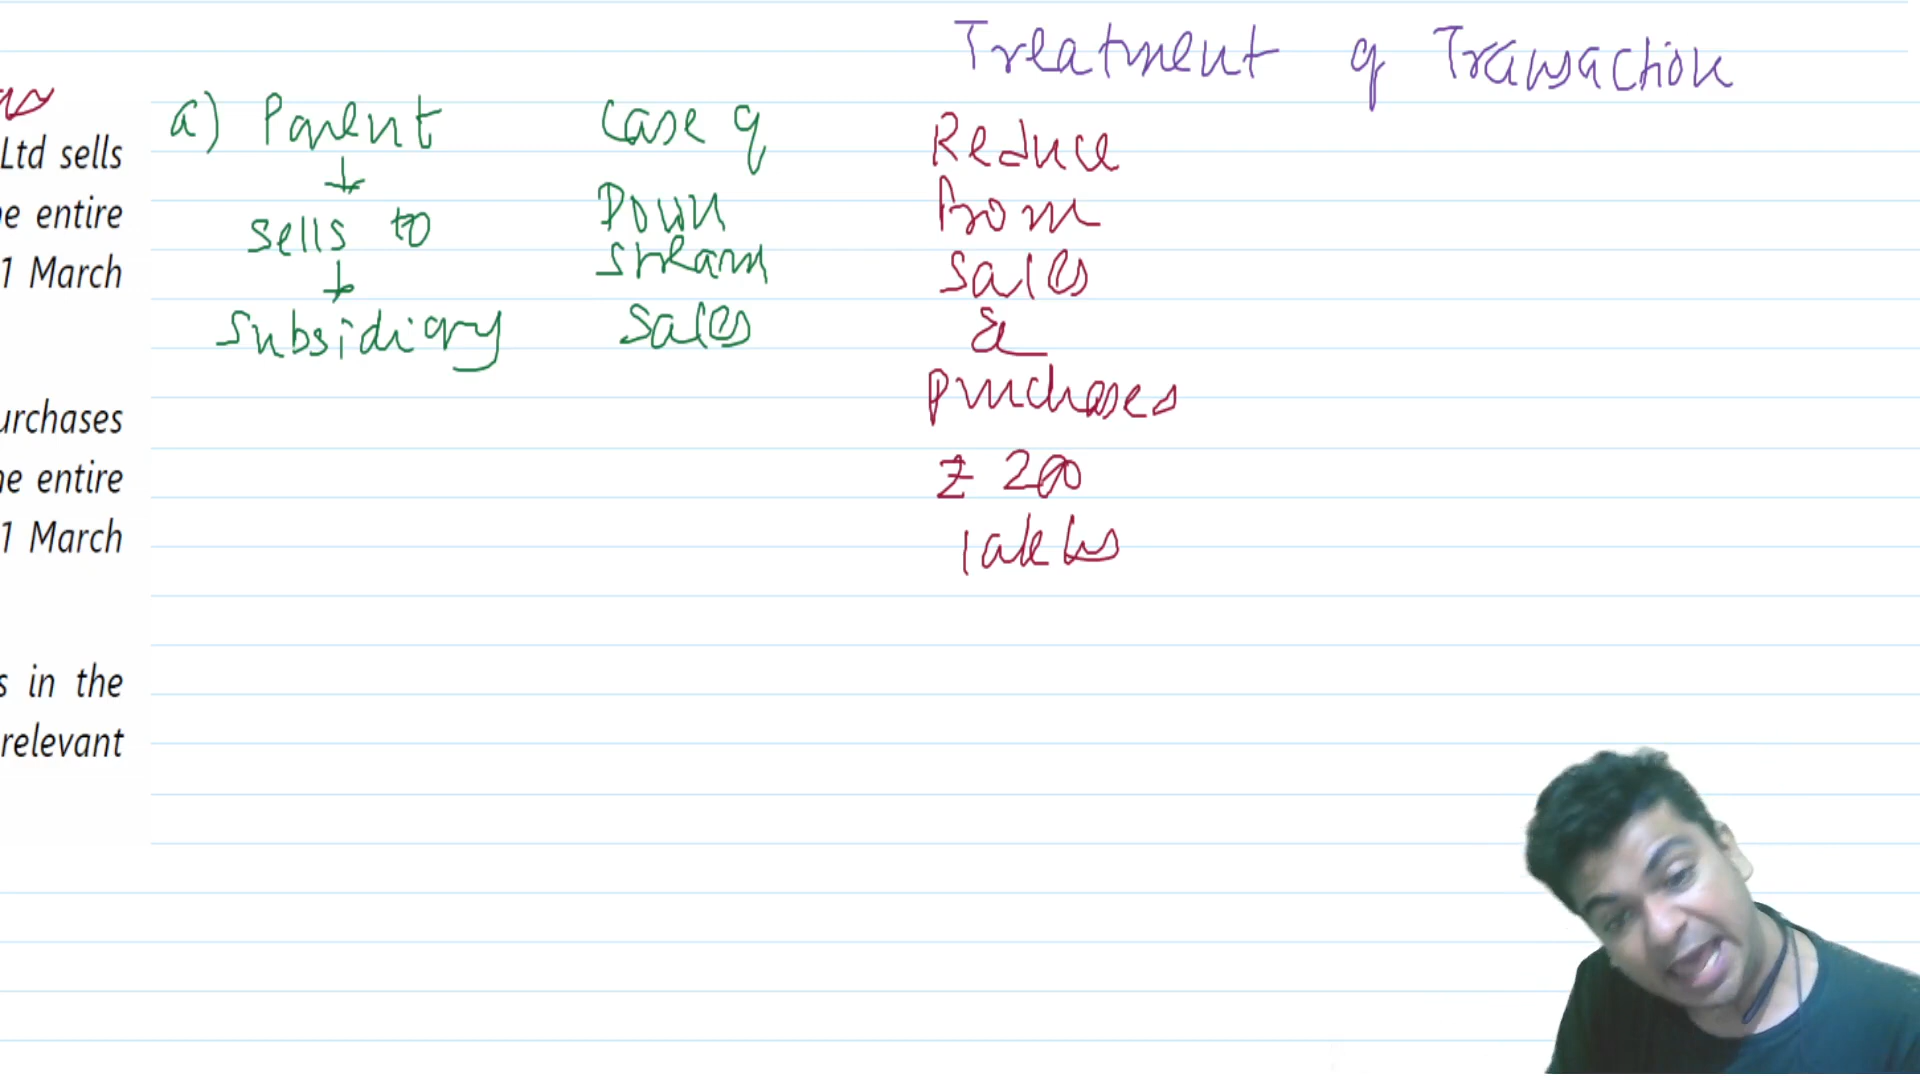 Treatment of Transaction
Ltd sells
e entire
1 March
urchases
e entire
1 March
s in the
relevant
a) Parent
sells to
Subsidiary
Case of
Down
Stream
Sales
Reduce
from
Sales
&
purchases
₹ 200
lakhs